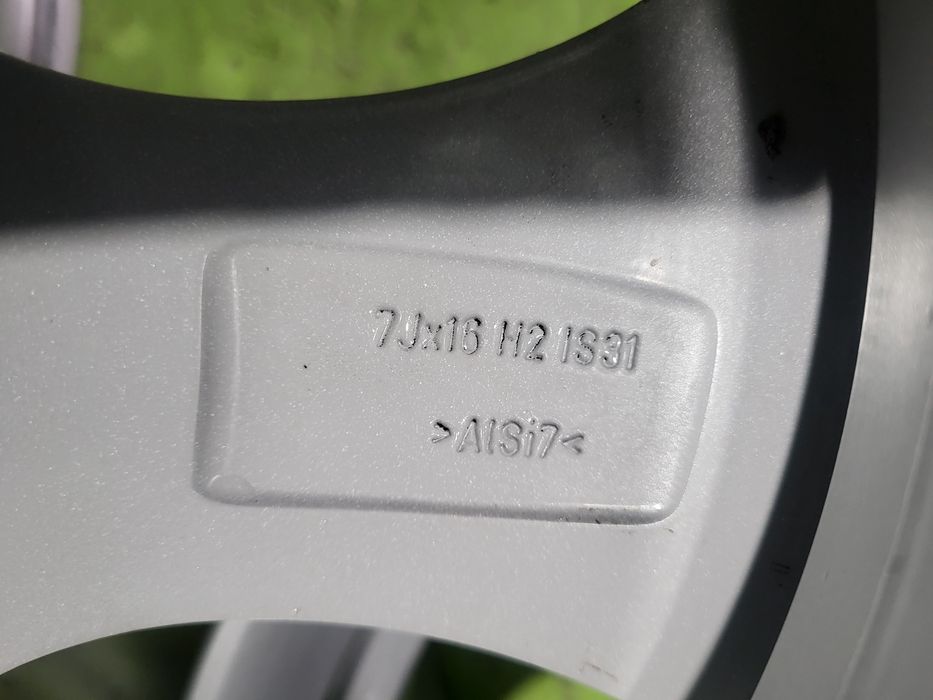 7Jx16 H2 IS31
>AlSi7<